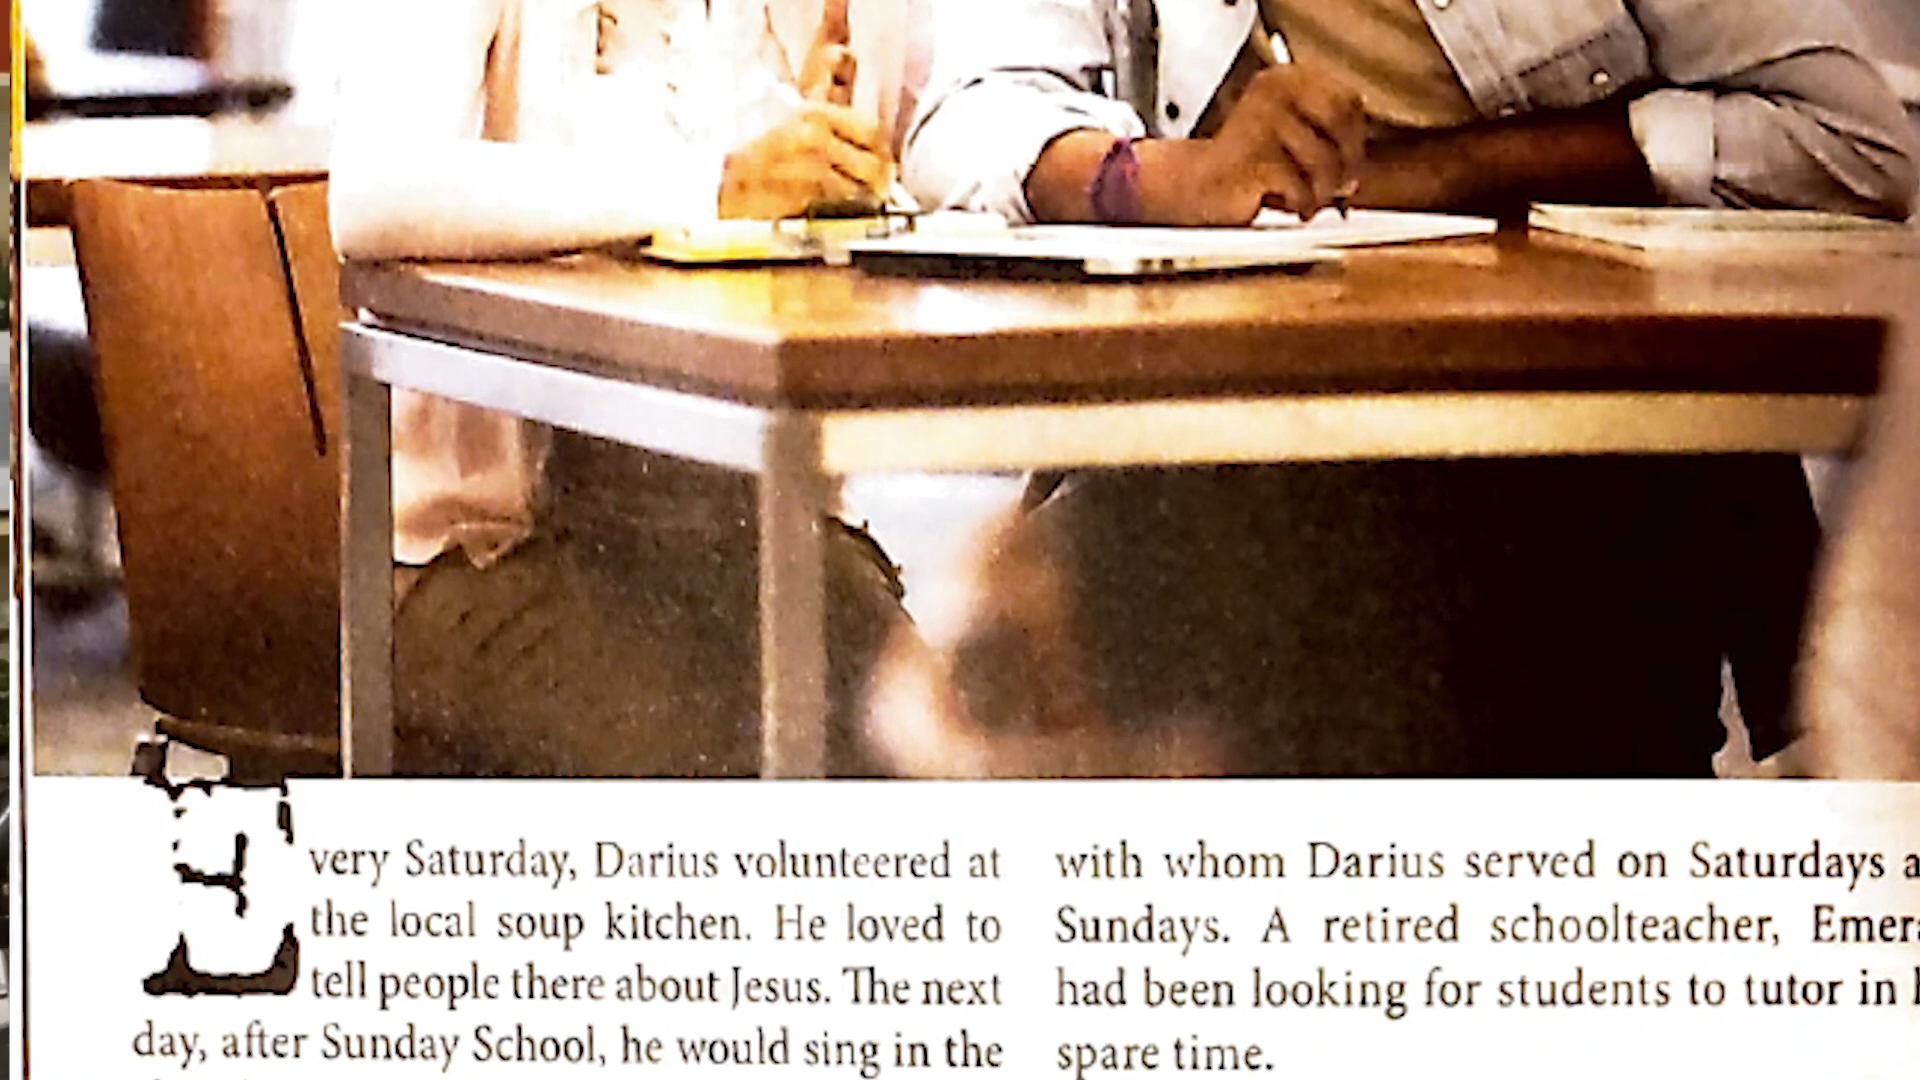 Every Saturday, Darius volunteered at
the local soup kitchen. He loved to
tell people there about Jesus. The next
day, after Sunday School, he would sing in the
with whom Darius served on Saturdays
Sundays. A retired schoolteacher,
had been looking for students to tutor in
spare time.